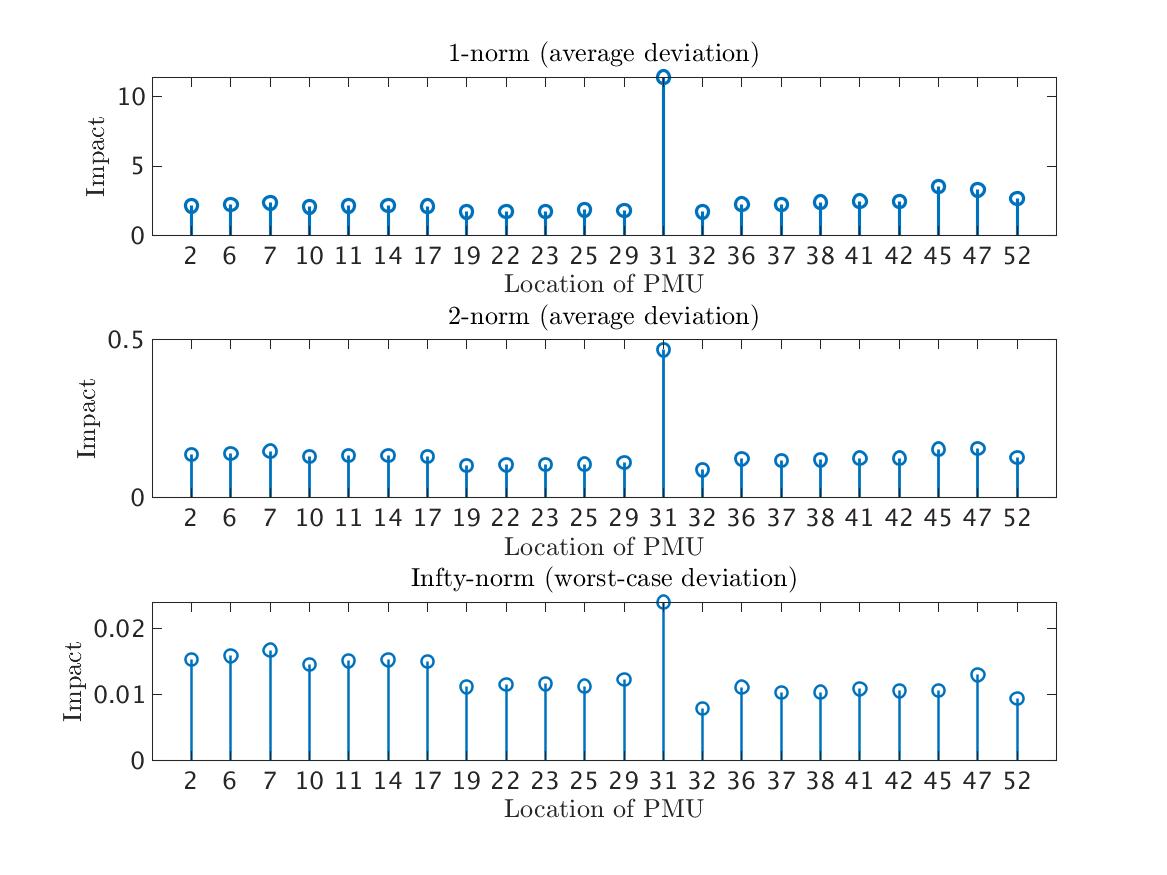 1-norm (average deviation)
10
5
0
Impact
2 6 7 10 11 14 17 19 22 23 25 29 31 32 36 37 38 41 42 45 47 52
Location of PMU
2-norm (average deviation)
0.5
0
Impact
2 6 7 10 11 14 17 19 22 23 25 29 31 32 36 37 38 41 42 45 47 52
Location of PMU
Infty-norm (worst-case deviation)
0.02
0.01
0
Impact
2 6 7 10 11 14 17 19 22 23 25 29 31 32 36 37 38 41 42 45 47 52
Location of PMU